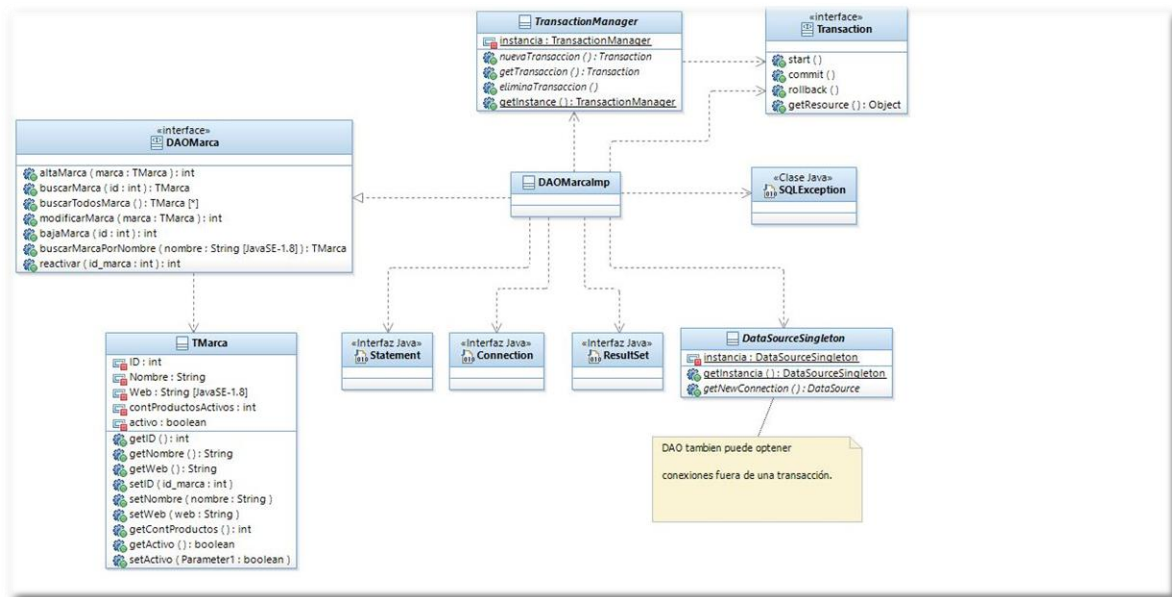 TransactionManager
instancia : TransactionManager
nuevaTransaccion ( ) : Transaction
getTransaccion ( ) : Transaction
eliminaTransaccion ( )
getInstance ( ) : TransactionManager
«interface»
Transaction
start ( )
commit ( )
rollback ( )
getResource ( ) : Object
«interface»
DAOMarca
altaMarca ( marca : TMarca ) : int
buscarMarca ( id : int ) : TMarca
buscarTodosMarca ( ) : TMarca [*]
modificarMarca ( marca : TMarca ) : int
bajaMarca ( id : int ) : int
buscarMarcaPorNombre ( nombre : String [JavaSE-1.8] ) : TMarca
reactivar ( id_marca : int ) : int
DAOMarcaImp
«Clase Java»
SQLException
TMarca
ID : int
Nombre : String
Web : String [JavaSE-1.8]
contProductosActivos : int
activo : boolean
getID ( ) : int
getNombre ( ) : String
getWeb ( ) : String
setID ( id_marca : int )
setNombre ( nombre : String )
setWeb ( web : String )
getContProductos ( ) : int
getActivo ( ) : boolean
setActivo ( Parameter1 : boolean )
«Interfaz Java»
Statement
«Interfaz Java»
Connection
«Interfaz Java»
ResultSet
DataSourceSingleton
instancia : DataSourceSingleton
getInstancia ( ) : DataSourceSingleton
getNewConnection ( ) : DataSource
DAO tambien puede optener
conexiones fuera de una transacción.